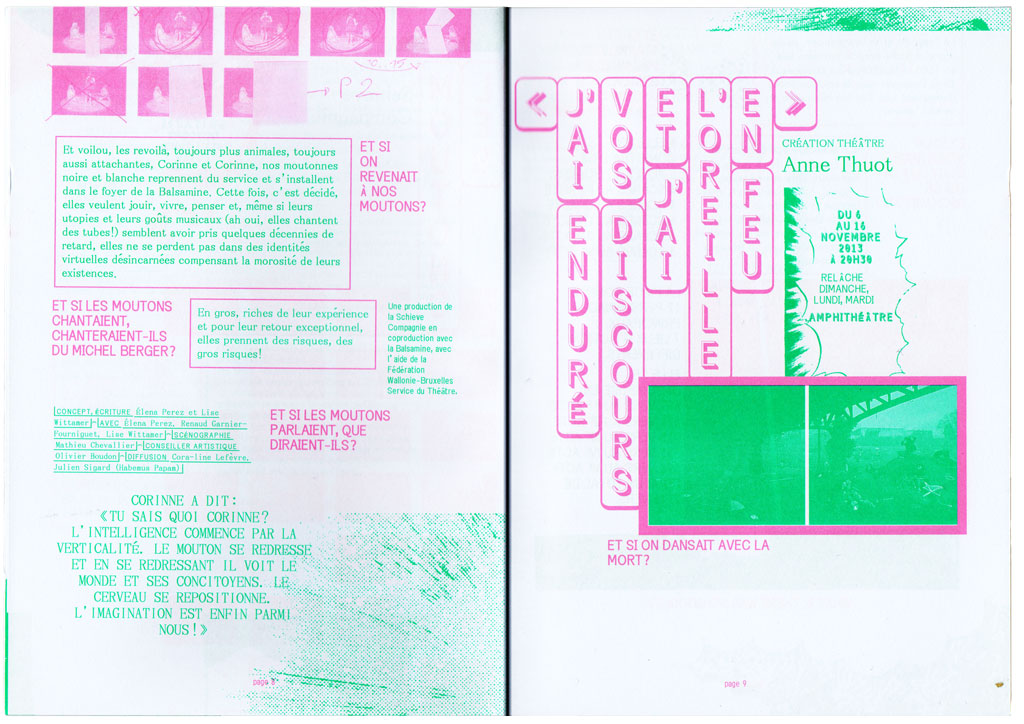 → P2
Et voilou, les revoilà, toujours plus animales, toujours
aussi attachantes, Corinne et Corinne, nos moutonnes
noire et blanche reprennent du service et s'installent
dans le foyer de la Balsamine. Cette fois, c'est décidé,
elles veulent jouir, vivre, penser et, même si leurs
utopies et leurs goûts musicaux (ah oui, elles chantent
des tubes!) semblent avoir pris quelques décennies de
retard, elles ne se perdent pas dans des identités
virtuelles désincarnées compensant la morosité de leurs
existences.
ET SI
ON
REVENAIT
À NOS
MOUTONS?
ET SI LES MOUTONS
CHANTAIENT,
CHANTERAIENT-ILS
DU MICHEL BERGER?
En gros, riches de leur expérience
et pour leur retour exceptionnel,
elles prennent des risques, des
gros risques!
Une production de
la Schieve
Compagnie en
coproduction avec
la Balsamine, avec
l'aide de la
Fédération
Wallonie-Bruxelles
Service du Théâtre.
CONCEPT, ÉCRITURE Élena Perez et Lise
Wittamer AVEC Élena Perez, Renaud Garnier-
Fourniguet, Lise Wittamer SCÉNOGRAPHIE
Mathieu Chevallier CONSEILLER ARTISTIQUE
Olivier Boudon DIFFUSION Cora-line Lefèvre,
Julien Sigard (Habemus Papam)
ET SI LES MOUTONS
PARLAIENT, QUE
DIRAIENT-ILS?
CORINNE A DIT:
《TU SAIS QUOI CORINNE?
L'INTELLIGENCE COMMENCE PAR LA
VERTICALITÉ. LE MOUTON SE REDRESSE
ET EN SE REDRESSANT IL VOIT LE
MONDE ET SES CONCITOYENS. LE
CERVEAU SE REPOSITIONNE.
L'IMAGINATION EST ENFIN PARMI
NOUS!》
page 8
«
J'AI
ENDURÉ
VOS
DISCOURS
ET
J'AI
L'OREILLE
EN
FEU
»
CRÉATION THÉÂTRE
Anne Thuot
DU 6
AU 16
NOVEMBRE
2013
À 20H30
RELÂCHE
DIMANCHE,
LUNDI, MARDI
AMPHITHÉÂTRE
ET SI ON DANSAIT AVEC LA
MORT?
page 9